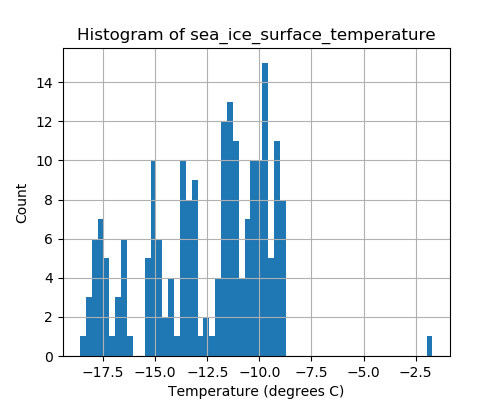 Histogram of sea_ice_surface_temperature
14
12
10
8
6
4
2
0
Count
−17.5 −15.0 −12.5 −10.0 −7.5 −5.0 −2.5
Temperature (degrees C)